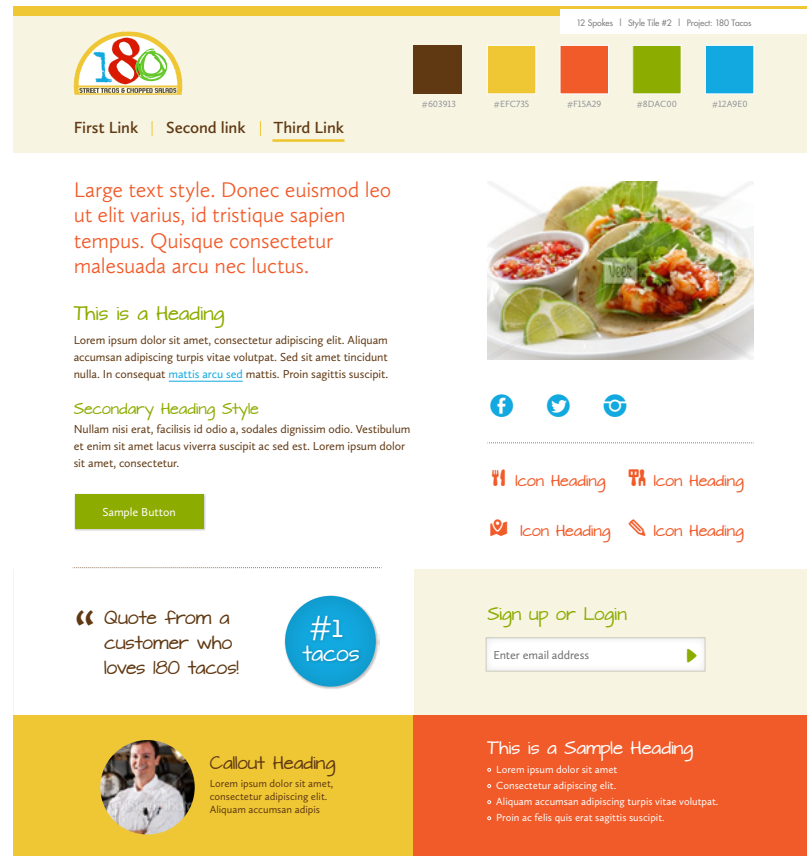 12 Spokes | Style Tile #2 | Project: 180 Tacos
180
STREET TACOS & CHOPPED SALADS
#603913
#EFC735
#F15A29
#8DAC00
#12A9E0
First Link | Second link | Third Link
Large text style. Donec euismod leo
ut elit varius, id tristique sapien
tempus. Quisque consectetur
malesuada arcu nec luctus.
This is a Heading
Lorem ipsum dolor sit amet, consectetur adipiscing elit. Aliquam
accumsan adipiscing turpis vitae volutpat. Sed sit amet tincidunt
nulla. In consequat mattis arcu sed mattis. Proin sagittis suscipit.
Secondary Heading Style
Nullam nisi erat, facilisis id odio a, sodales dignissim odio. Vestibulum
et enim sit amet lacus viverra suscipit ac sed est. Lorem ipsum dolor
sit amet, consectetur.
Sample Button
Veer
Icon Heading
Icon Heading
Icon Heading
Icon Heading
“ Quote from a
customer who
loves 180 tacos!
#1
tacos
Sign up or Login
Enter email address
Callout Heading
Lorem ipsum dolor sit amet,
consectetur adipiscing elit.
Aliquam accumsan adipis
This is a Sample Heading
Lorem ipsum dolor sit amet
Consectetur adipiscing elit.
Aliquam accumsan adipiscing turpis vitae volutpat.
Proin ac felis quis erat sagittis suscipit.